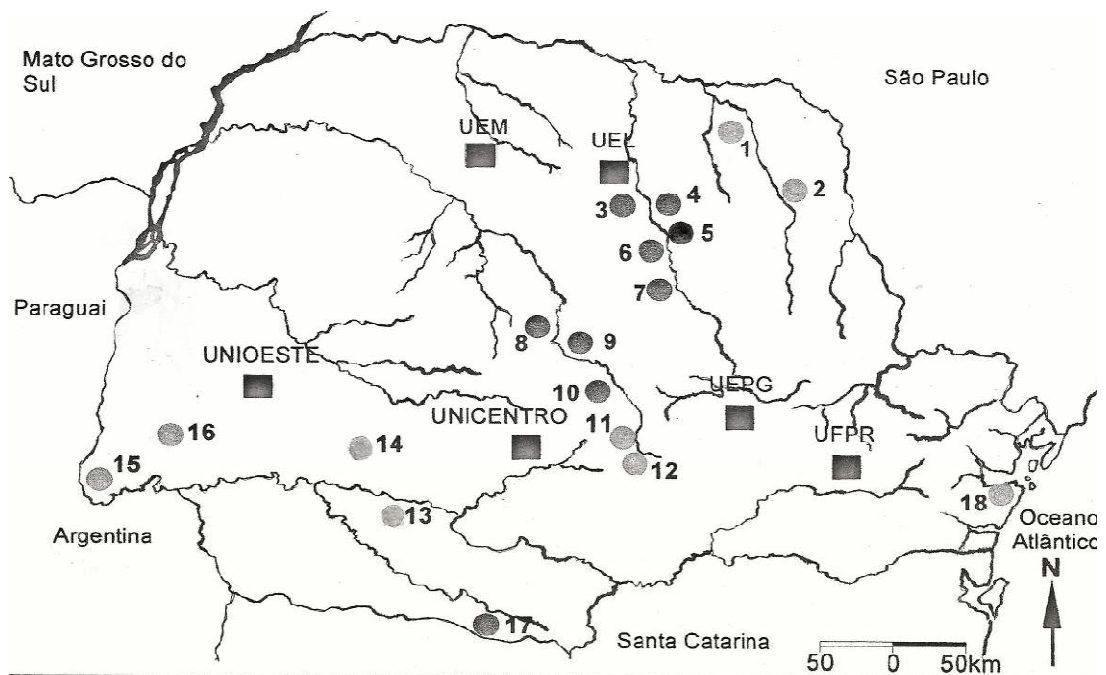 Mato Grosso do
Sul
São Paulo
UEM
UEL
1
2
3
4
5
6
7
Paraguai
8
9
UNIOESTE
10
UEPG
UNICENTRO
11
UFPR
16
14
12
15
18
13
Argentina
Oceano
Atlântico
N
17
Santa Catarina
50
0
50km